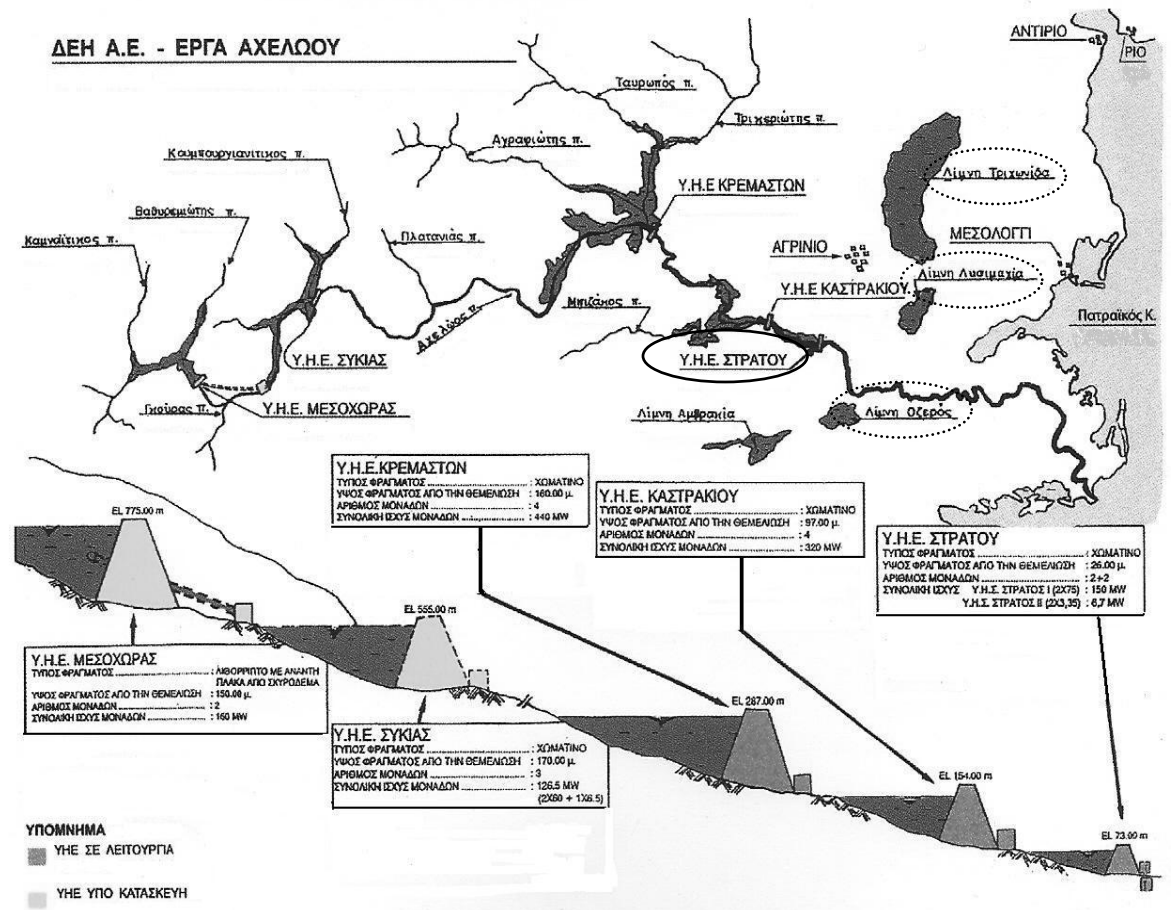 ΔΕΗ Α.Ε. - ΕΡΓΑ ΑΧΕΛΩΟΥ
ΑΝΤΙΡΙΟ
ΡΙΟ
Ταυρωπός π.
Τρικεριώτης π.
Αγραφιώτης π.
Κουμπουργιανίτικος π.
Λίμνη Τριχωνίδα
Υ.Η.Ε ΚΡΕΜΑΣΤΩΝ
Βαθυρεμιώτης π.
Καμναΐτικος π.
Πλατανιάς π.
ΑΓΡΙΝΙΟ
ΜΕΣΟΛΟΓΓΙ
Λίμνη Λυσιμαχία
Υ.Η.Ε ΚΑΣΤΡΑΚΙΟΥ
Μπιζάκος π.
Πατραϊκός Κ.
Αχελώος π.
Υ.Η.Ε. ΣΥΚΙΑΣ
Υ.Η.Ε. ΣΤΡΑΤΟΥ
Υ.Η.Ε. ΜΕΣΟΧΩΡΑΣ
Γκούρας π.
Λίμνη Αμβρακία
Λίμνη Οζερός
Υ.Η.Ε.ΚΡΕΜΑΣΤΩΝ
ΤΥΠΟΣ ΦΡΑΓΜΑΤΟΣ : ΧΩΜΑΤΙΝΟ
ΥΨΟΣ ΦΡΑΓΜΑΤΟΣ ΑΠΟ ΤΗΝ ΘΕΜΕΛΙΩΣΗ : 160.00 μ.
ΑΡΙΘΜΟΣ ΜΟΝΑΔΩΝ : 4
ΣΥΝΟΛΙΚΗ ΙΣΧΥΣ ΜΟΝΑΔΩΝ : 440 MW
Υ.Η.Ε. ΚΑΣΤΡΑΚΙΟΥ
ΤΥΠΟΣ ΦΡΑΓΜΑΤΟΣ : ΧΩΜΑΤΙΝΟ
ΥΨΟΣ ΦΡΑΓΜΑΤΟΣ ΑΠΟ ΤΗΝ ΘΕΜΕΛΙΩΣΗ : 97.00 μ.
ΑΡΙΘΜΟΣ ΜΟΝΑΔΩΝ : 4
ΣΥΝΟΛΙΚΗ ΙΣΧΥΣ ΜΟΝΑΔΩΝ : 320 MW
Υ.Η.Ε. ΣΤΡΑΤΟΥ
ΤΥΠΟΣ ΦΡΑΓΜΑΤΟΣ : ΧΩΜΑΤΙΝΟ
ΥΨΟΣ ΦΡΑΓΜΑΤΟΣ ΑΠΟ ΤΗΝ ΘΕΜΕΛΙΩΣΗ : 26.00 μ.
ΑΡΙΘΜΟΣ ΜΟΝΑΔΩΝ : 2+2
ΣΥΝΟΛΙΚΗ ΙΣΧΥΣ Υ.Η.Σ. ΣΤΡΑΤΟΣ Ι (2X75) : 150 MW
Υ.Η.Σ. ΣΤΡΑΤΟΣ ΙΙ (2X3,35) : 6,7 MW
EL 775.00 m
EL 555.00 m
Υ.Η.Ε. ΜΕΣΟΧΩΡΑΣ
ΤΥΠΟΣ ΦΡΑΓΜΑΤΟΣ : ΛΙΘΟΡΡΙΠΤΟ ΜΕ ΑΝΑΝΤΗ
ΠΛΑΚΑ ΑΠΟ ΣΚΥΡΟΔΕΜΑ
ΥΨΟΣ ΦΡΑΓΜΑΤΟΣ ΑΠΟ ΤΗΝ ΘΕΜΕΛΙΩΣΗ : 150.00 μ.
ΑΡΙΘΜΟΣ ΜΟΝΑΔΩΝ : 2
ΣΥΝΟΛΙΚΗ ΙΣΧΥΣ ΜΟΝΑΔΩΝ : 160 MW
Υ.Η.Ε. ΣΥΚΙΑΣ
ΤΥΠΟΣ ΦΡΑΓΜΑΤΟΣ : ΧΩΜΑΤΙΝΟ
ΥΨΟΣ ΦΡΑΓΜΑΤΟΣ ΑΠΟ ΤΗΝ ΘΕΜΕΛΙΩΣΗ : 170.00 μ.
ΑΡΙΘΜΟΣ ΜΟΝΑΔΩΝ : 3
ΣΥΝΟΛΙΚΗ ΙΣΧΥΣ ΜΟΝΑΔΩΝ : 126.5 MW
(2X60 + 1X6.5)
EL 287.00 m
EL 154.00 m
EL 73.00 m
ΥΠΟΜΝΗΜΑ
ΥΗΕ ΣΕ ΛΕΙΤΟΥΡΓΙΑ
ΥΗΕ ΥΠΟ ΚΑΤΑΣΚΕΥΗ